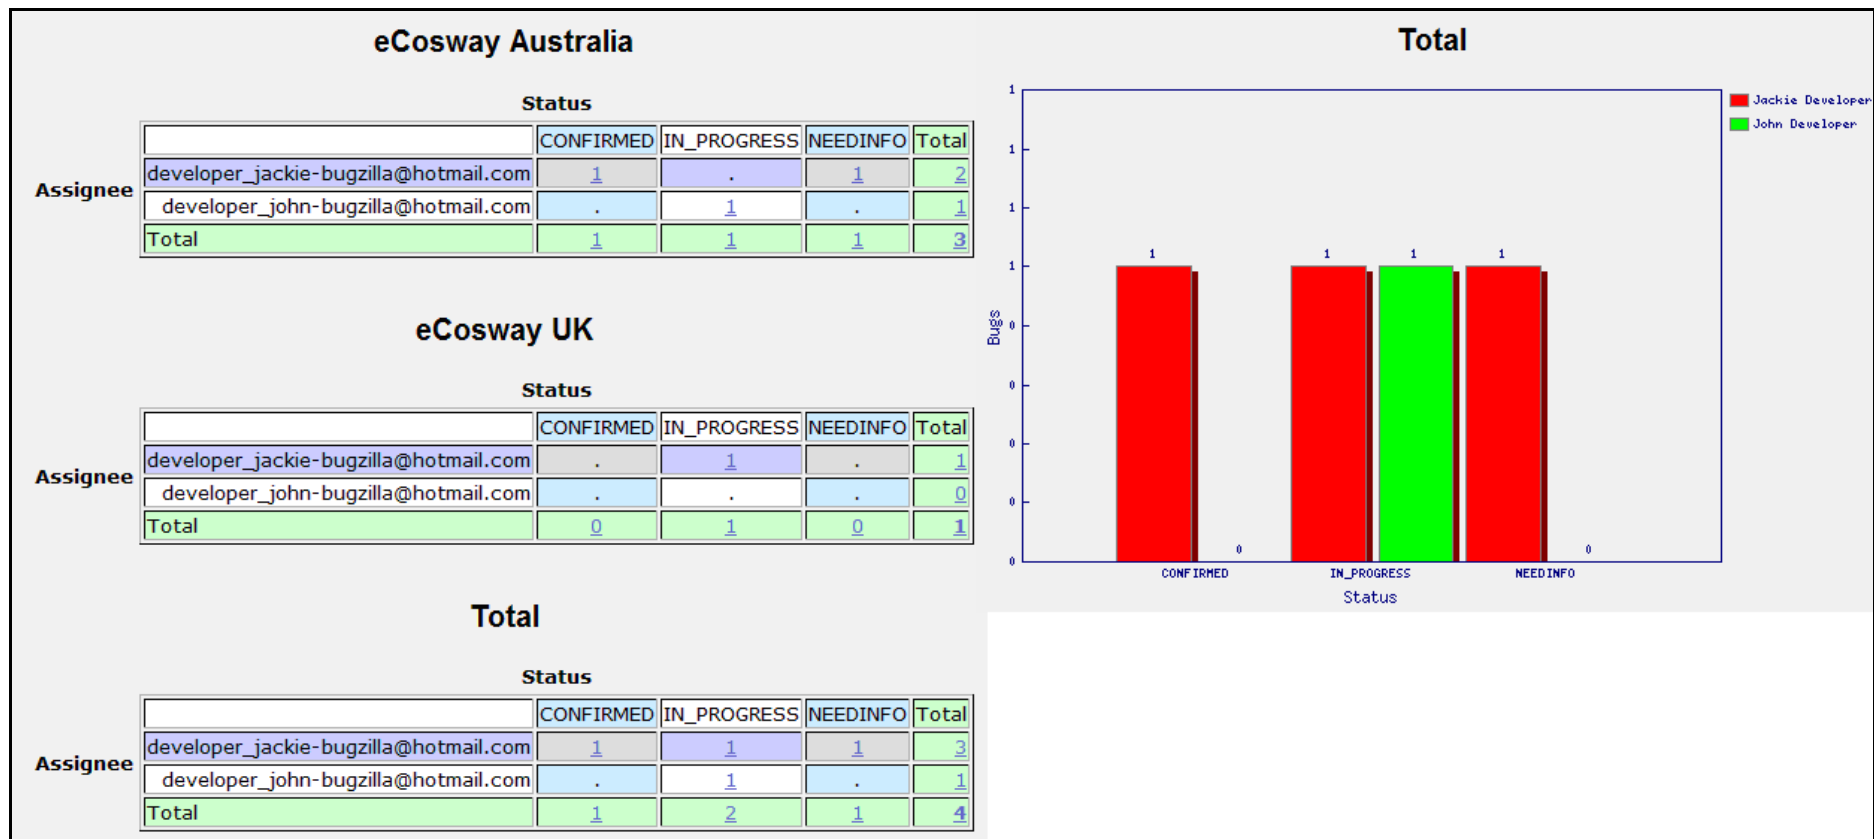 eCosway Australia
Status
CONFIRMED IN_PROGRESS NEEDINFO Total
Assignee
developer_jackie-bugzilla@hotmail.com 1 . 1 2
developer_john-bugzilla@hotmail.com . 1 . 1
Total 1 1 1 3
eCosway UK
Status
CONFIRMED IN_PROGRESS NEEDINFO Total
Assignee
developer_jackie-bugzilla@hotmail.com . 1 . 1
developer_john-bugzilla@hotmail.com . . . 0
Total 0 1 0 1
Total
Status
CONFIRMED IN_PROGRESS NEEDINFO Total
Assignee
developer_jackie-bugzilla@hotmail.com 1 1 1 3
developer_john-bugzilla@hotmail.com . 1 . 1
Total 1 2 1 4
Total
Jackie Developer
John Developer
1
1
1
1
0
0
0
0
0
Bugs
1 0 1 1 1 0
CONFIRMED IN_PROGRESS NEEDINFO
Status